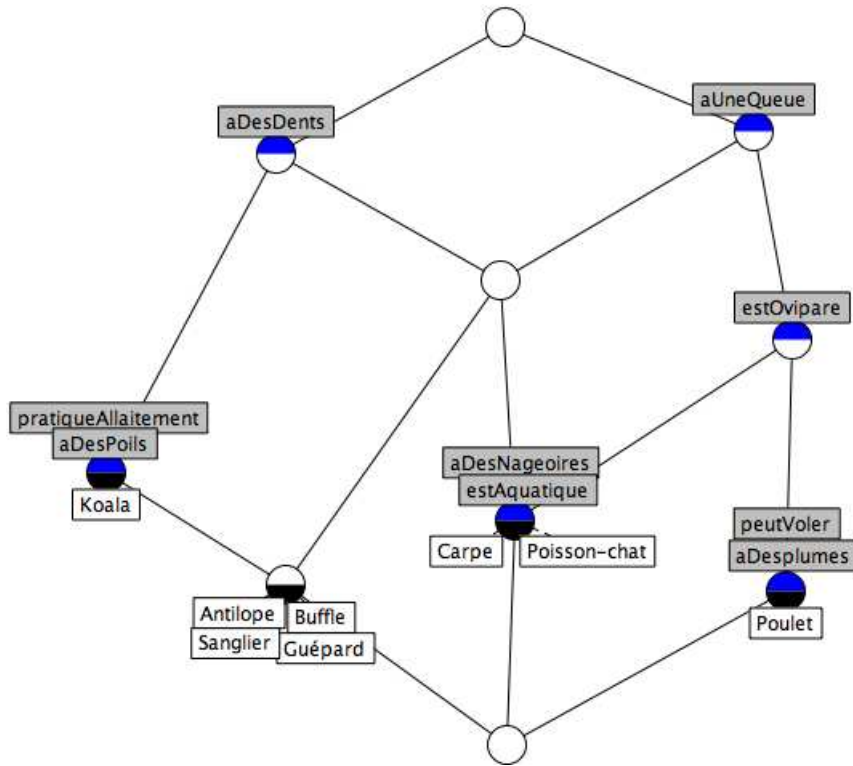 aUneQueue
aDesDents
estOvipare
pratiqueAllaitement
aDesPoils
Koala
aDesNageoires
estAquatique
Carpe
Poisson-chat
peutVoler
aDesplumes
Poulet
Antilope
Buffle
Sanglier
Guépard